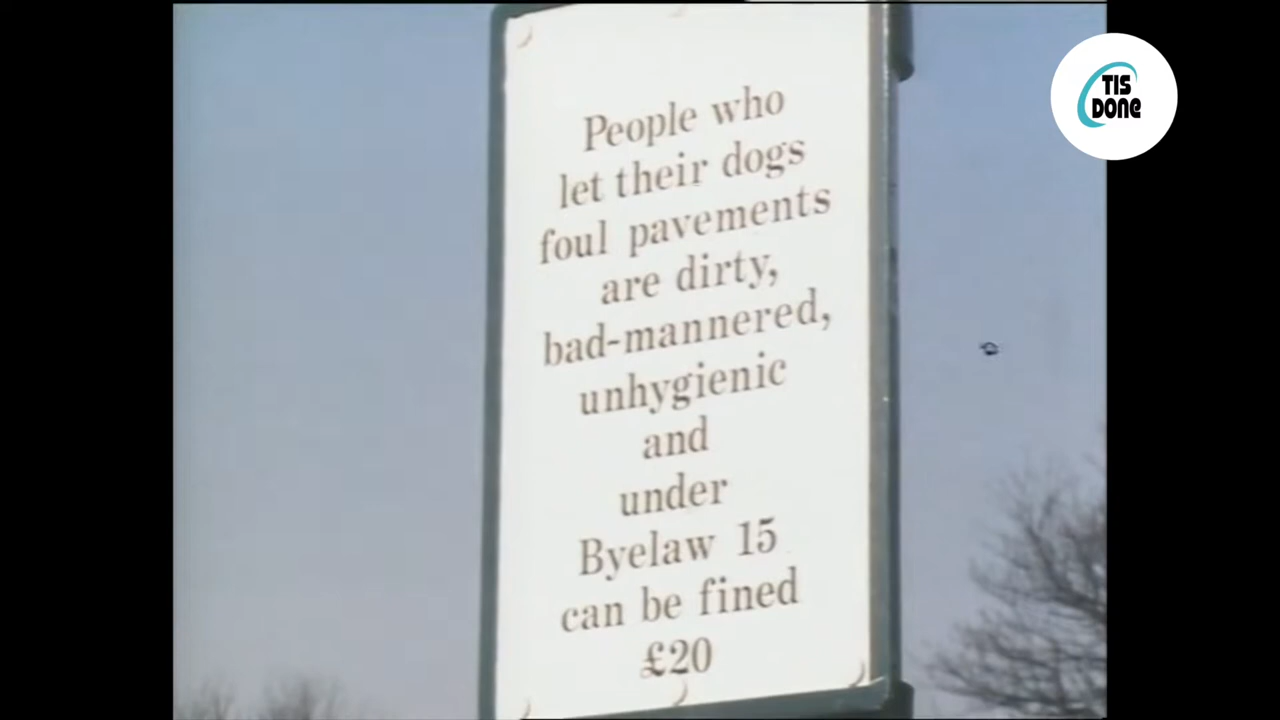 People who
let their dogs
foul pavements
are dirty,
bad-mannered,
unhygienic
and
under
Byelaw 15
can be fined
£20
TIS
DONE